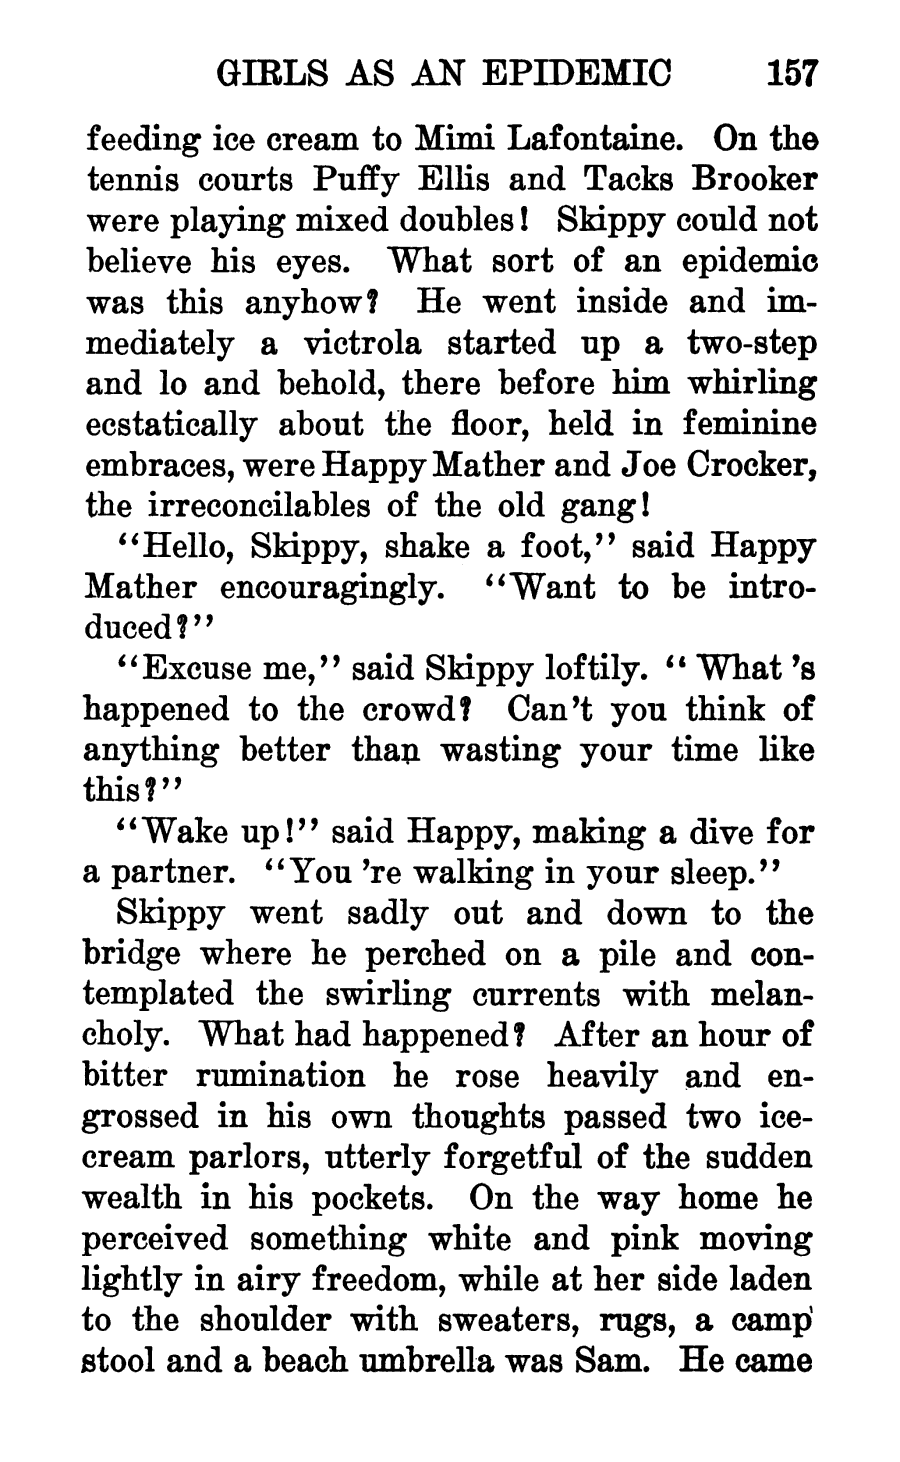 GIRLS AS AN EPIDEMIC 157
feeding ice cream to Mimi Lafontaine. On the
tennis courts Puffy Ellis and Tacks Brooker
were playing mixed doubles! Skippy could not
believe his eyes. What sort of an epidemic
was this anyhow? He went inside and im-
mediately a victrola started up a two-step
and lo and behold, there before him whirling
ecstatically about the floor, held in feminine
embraces, were Happy Mather and Joe Crocker,
the irreconcilables of the old gang!
“Hello, Skippy, shake a foot,” said Happy
Mather encouragingly. “Want to be intro-
duced?”
“Excuse me,” said Skippy loftily. “What 's
happened to the crowd? Can't you think of
anything better than wasting your time like
this?”
“Wake up!” said Happy, making a dive for
a partner. “You 're walking in your sleep.”
Skippy went sadly out and down to the
bridge where he perched on a pile and con-
templated the swirling currents with melan-
choly. What had happened? After an hour of
bitter rumination he rose heavily and en-
grossed in his own thoughts passed two ice-
cream parlors, utterly forgetful of the sudden
wealth in his pockets. On the way home he
perceived something white and pink moving
lightly in airy freedom, while at her side laden
to the shoulder with sweaters, rugs, a camp
stool and a beach umbrella was Sam. He came